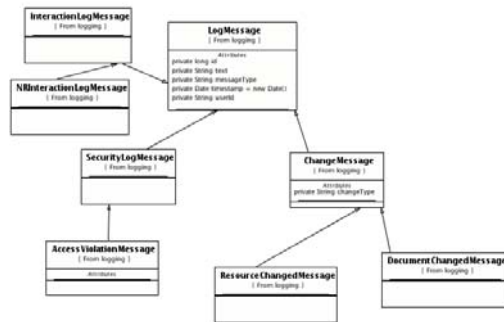 InteractionLogMessage
{ From logging }
LogMessage
{ From logging }
Attributes
private long id
private String text
private String messageType
private Date timestamp = new Date()
private String userId
NRInteractionLogMessage
{ From logging }
SecurityLogMessage
{ From logging }
ChangeMessage
{ From logging }
Attributes
private String changeType
AccessViolationMessage
{ From logging }
Attributes
ResourceChangedMessage
{ From logging }
DocumentChangedMessage
{ From logging }